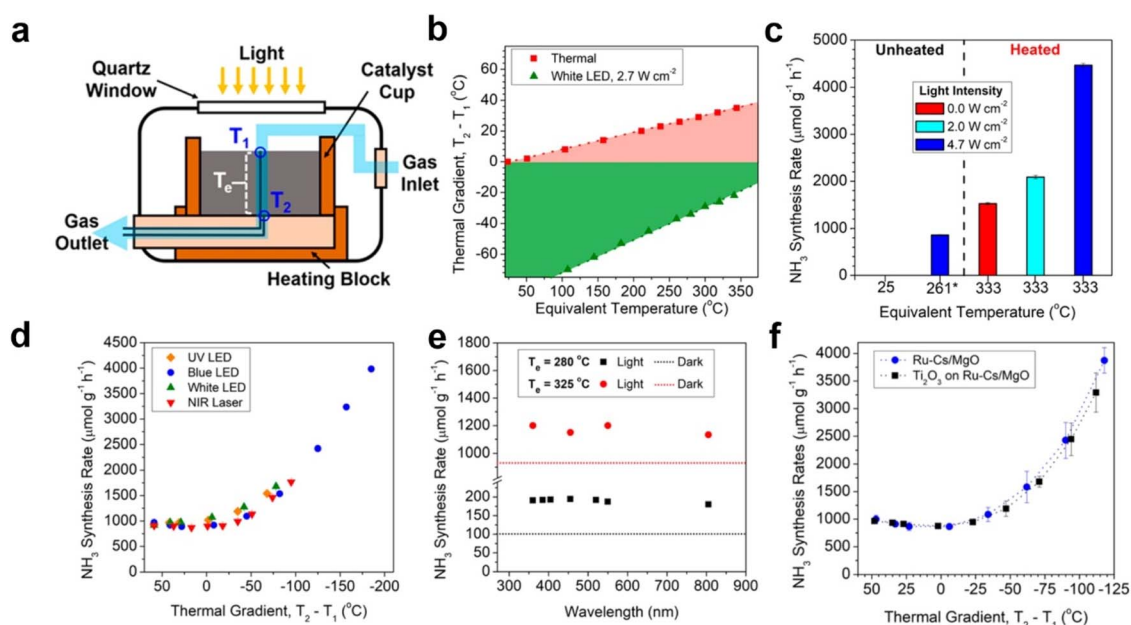 a
Light
Quartz
Window
Catalyst
Cup
T1
Te
T2
Gas
Inlet
Gas
Outlet
Heating Block
b
Thermal Gradient, T2 - T1 (°C)
60
40
20
0
-20
-40
-60
Thermal
White LED, 2.7 W cm-2
50 100 150 200 250 300 350
Equivalent Temperature (°C)
c
NH3 Synthesis Rate (μmol g-1 h-1)
5000
4000
3000
2000
1000
0
Unheated
Heated
Light Intensity
0.0 W cm-2
2.0 W cm-2
4.7 W cm-2
25 261* 333 333 333
Equivalent Temperature (°C)
d
NH3 Synthesis Rate (μmol g-1 h-1)
4500
4000
3500
3000
2500
2000
1500
1000
500
UV LED
Blue LED
White LED
NIR Laser
50 0 -50 -100 -150 -200
Thermal Gradient, T2 - T1 (°C)
e
NH3 Synthesis Rate (μmol g-1 h-1)
1800
1600
1400
1200
1000
200
100
0
Te = 280 °C Light Dark
Te = 325 °C Light Dark
300 400 500 600 700 800 900
Wavelength (nm)
f
NH3 Synthesis Rates (μmol g-1 h-1)
4000
3500
3000
2500
2000
1500
1000
500
0
Ru-Cs/MgO
Ti2O3 on Ru-Cs/MgO
50 25 0 -25 -50 -75 -100 -125
Thermal Gradient, T2 - T1 (°C)